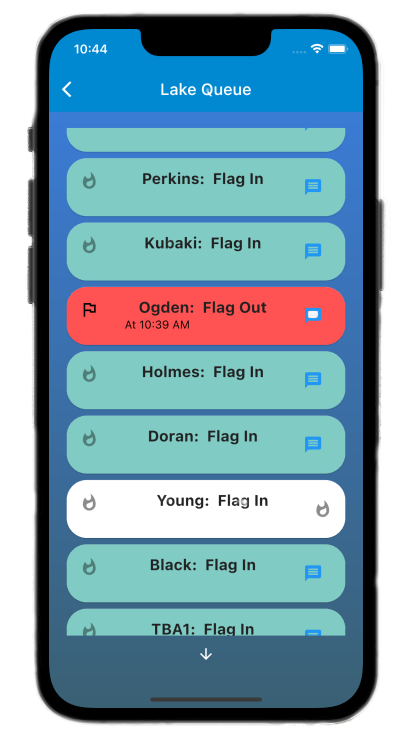 10:44
Lake Queue
Perkins: Flag In
Kubaki: Flag In
Ogden: Flag Out
At 10:39 AM
Holmes: Flag In
Doran: Flag In
Young: Flag In
Black: Flag In
TBA1: Flag In